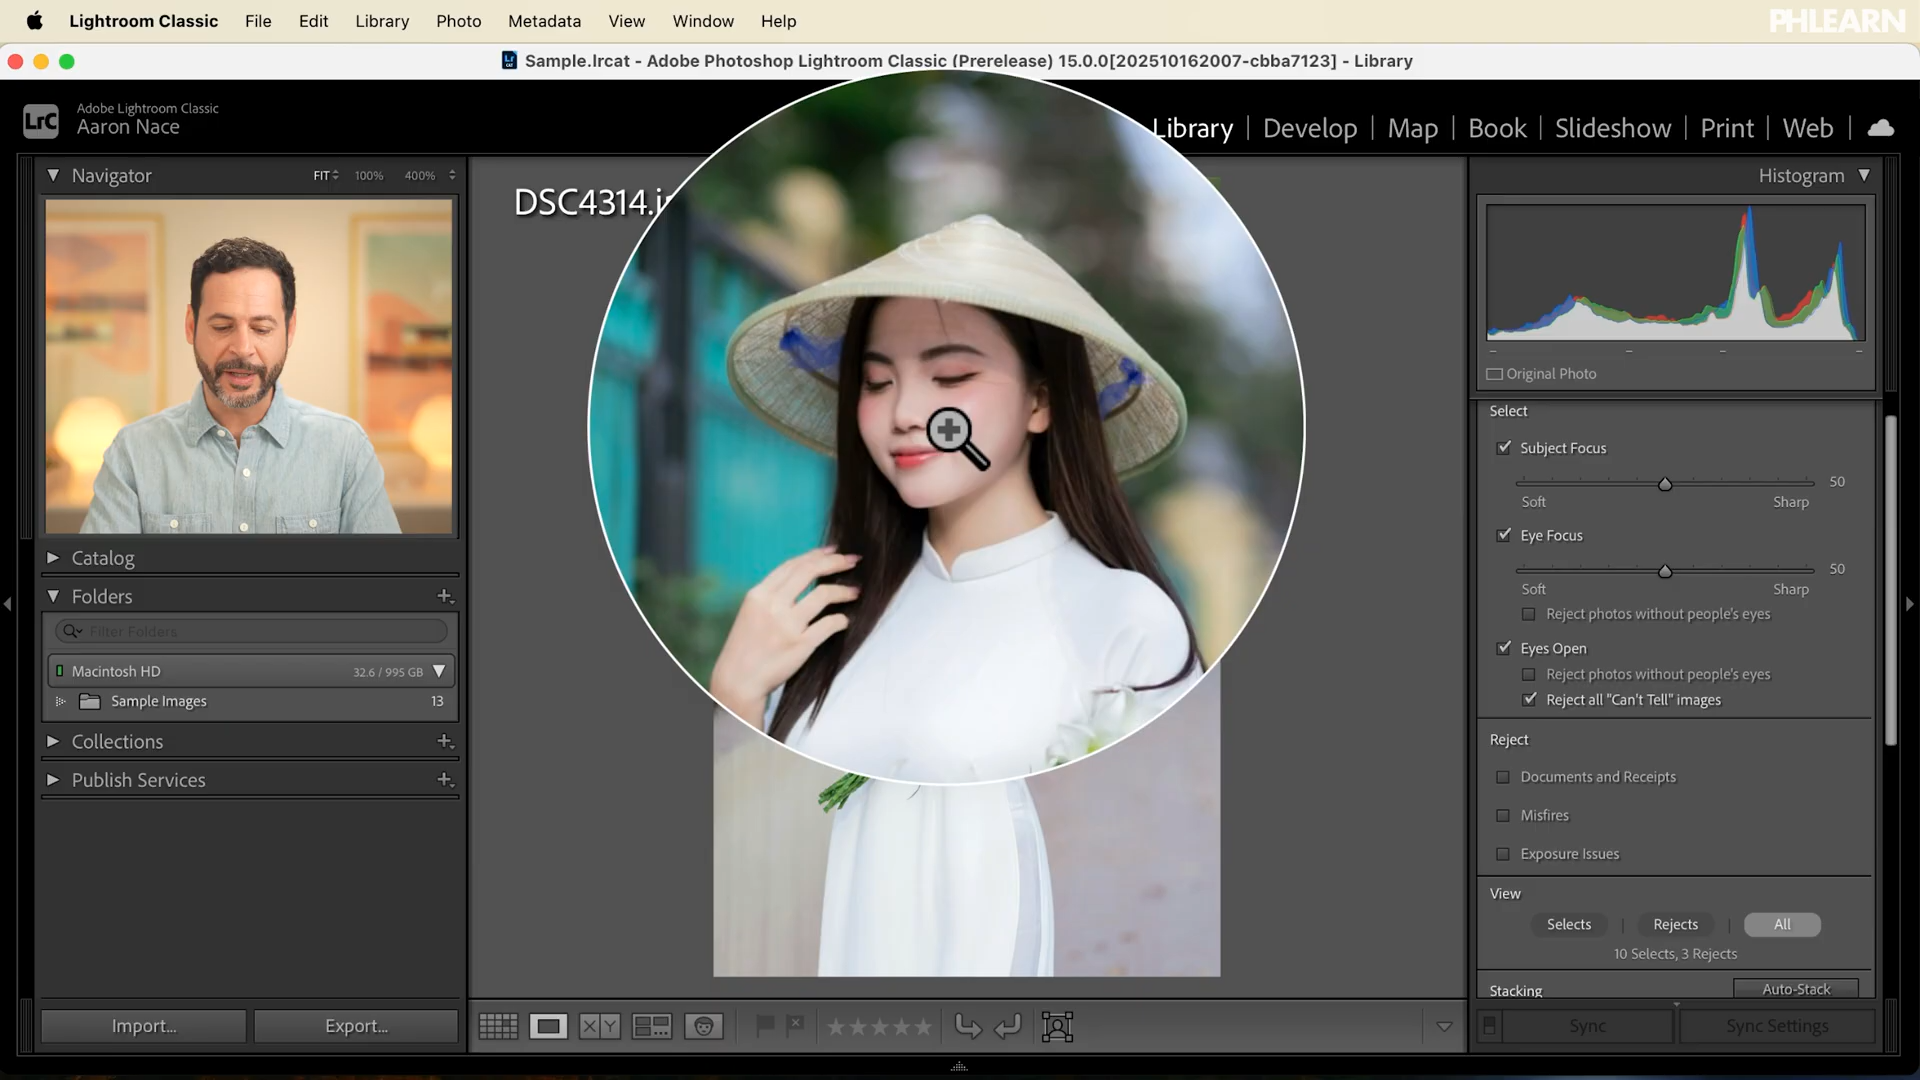 Lightroom Classic File Edit Library Photo Metadata View Window Help
PHLEARN
Sample.lrcat - Adobe Photoshop Lightroom Classic (Prerelease) 15.0.0[202510162007-cbba7123] - Library
LrC
Adobe Lightroom Classic
Aaron Nace
Library | Develop | Map | Book | Slideshow | Print | Web
Navigator FIT 100% 400%
Catalog
Folders
Filter Folders
Macintosh HD 32.6 / 995 GB
Sample Images 13
Collections
Publish Services
Import... Export...
DSC4314.j
XY
Histogram
Original Photo
Select
Subject Focus
50
Soft Sharp
Eye Focus
50
Soft Sharp
Reject photos without people's eyes
Eyes Open
Reject photos without people's eyes
Reject all "Can't Tell" images
Reject
Documents and Receipts
Misfires
Exposure Issues
View
Selects | Rejects | All
10 Selects, 3 Rejects
Stacking Auto-Stack
Sync Sync Settings